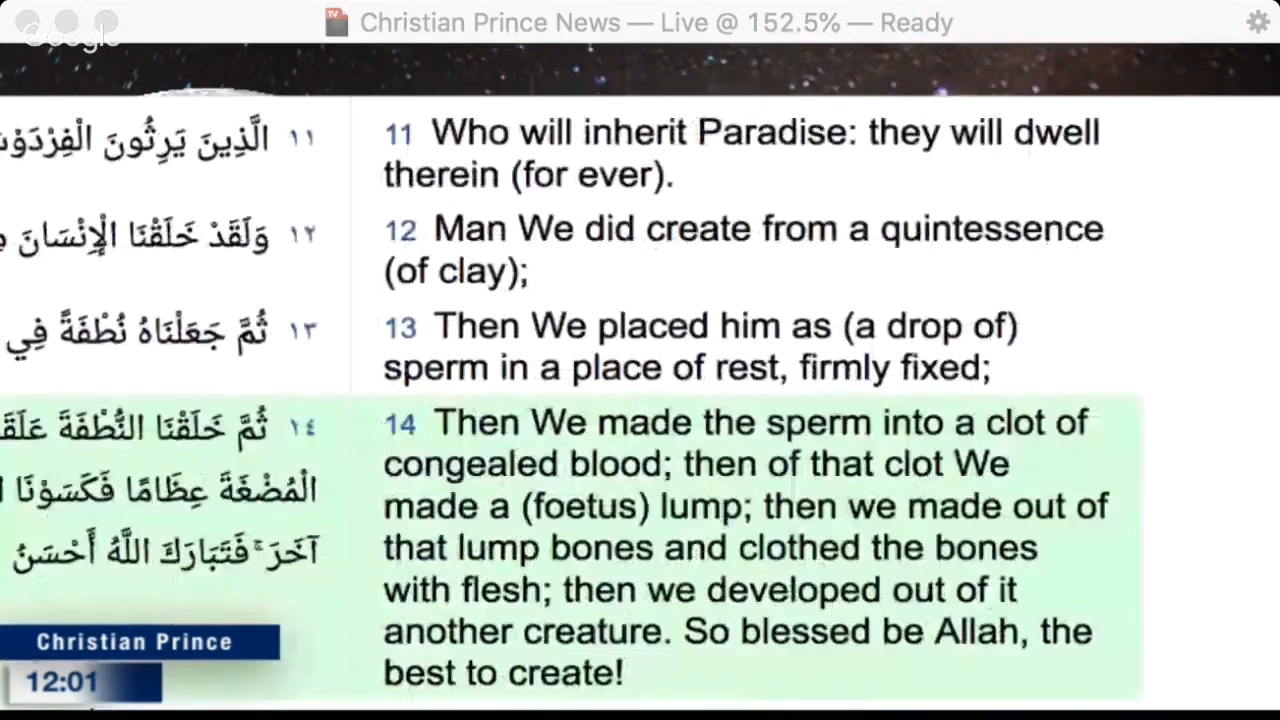 Christian Prince News — Live @ 152.5% — Ready
Google
١١ الَّذِينَ يَرِثُونَ
11 Who will inherit Paradise: they will dwell
therein (for ever).
١٢ وَلَقَدْ خَلَقْنَا الْإِنْسَانَ
12 Man We did create from a quintessence
(of clay);
١٣ ثُمَّ جَعَلْنَاهُ نُطْفَةً فِي
13 Then We placed him as (a drop of)
sperm in a place of rest, firmly fixed;
١٤ ثُمَّ خَلَقْنَا النُّطْفَةَ
الْمُضْغَةَ عِظَامًا فَكَسَوْنَا
آخَرَ ۚ فَتَبَارَكَ اللَّهُ أَحْسَنُ
14 Then We made the sperm into a clot of
congealed blood; then of that clot We
made a (foetus) lump; then we made out of
that lump bones and clothed the bones
with flesh; then we developed out of it
another creature. So blessed be Allah, the
best to create!
Christian Prince
12:01